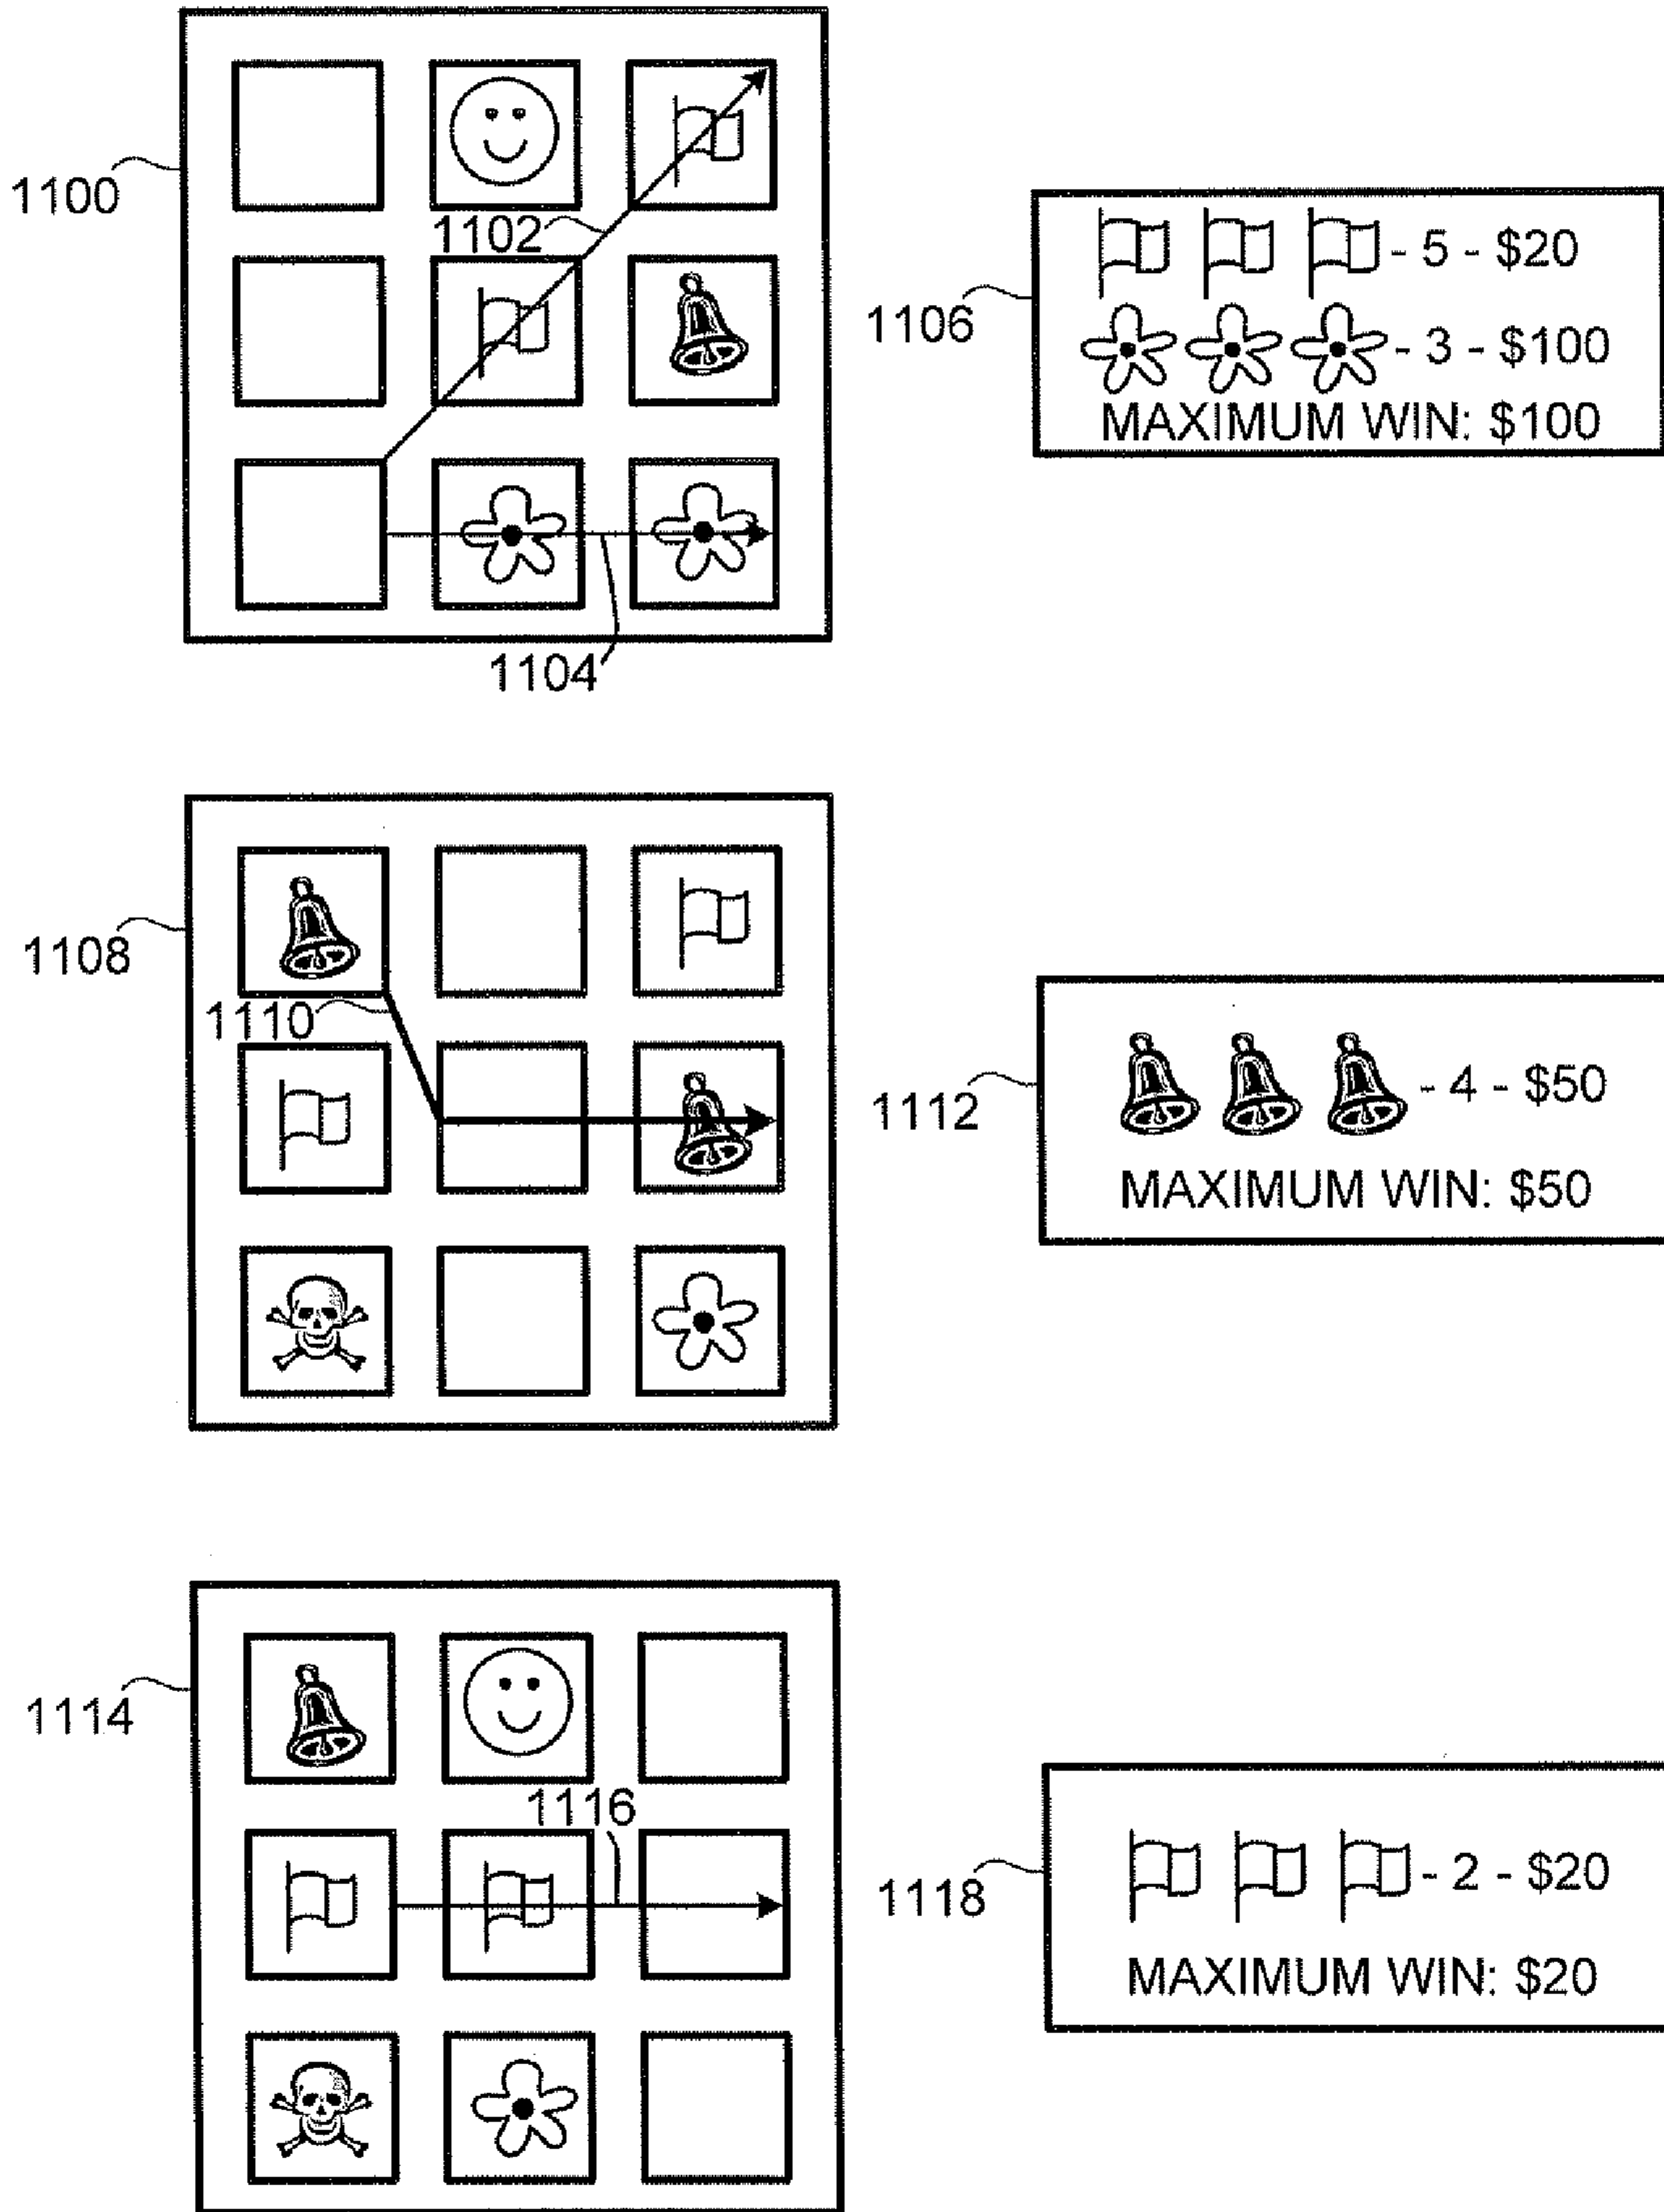 1100
1102
1104
1106
- 5 - $20
- 3 - $100
MAXIMUM WIN: $100
1108
1110
1112
- 4 - $50
MAXIMUM WIN: $50
1114
1116
1118
- 2 - $20
MAXIMUM WIN: $20